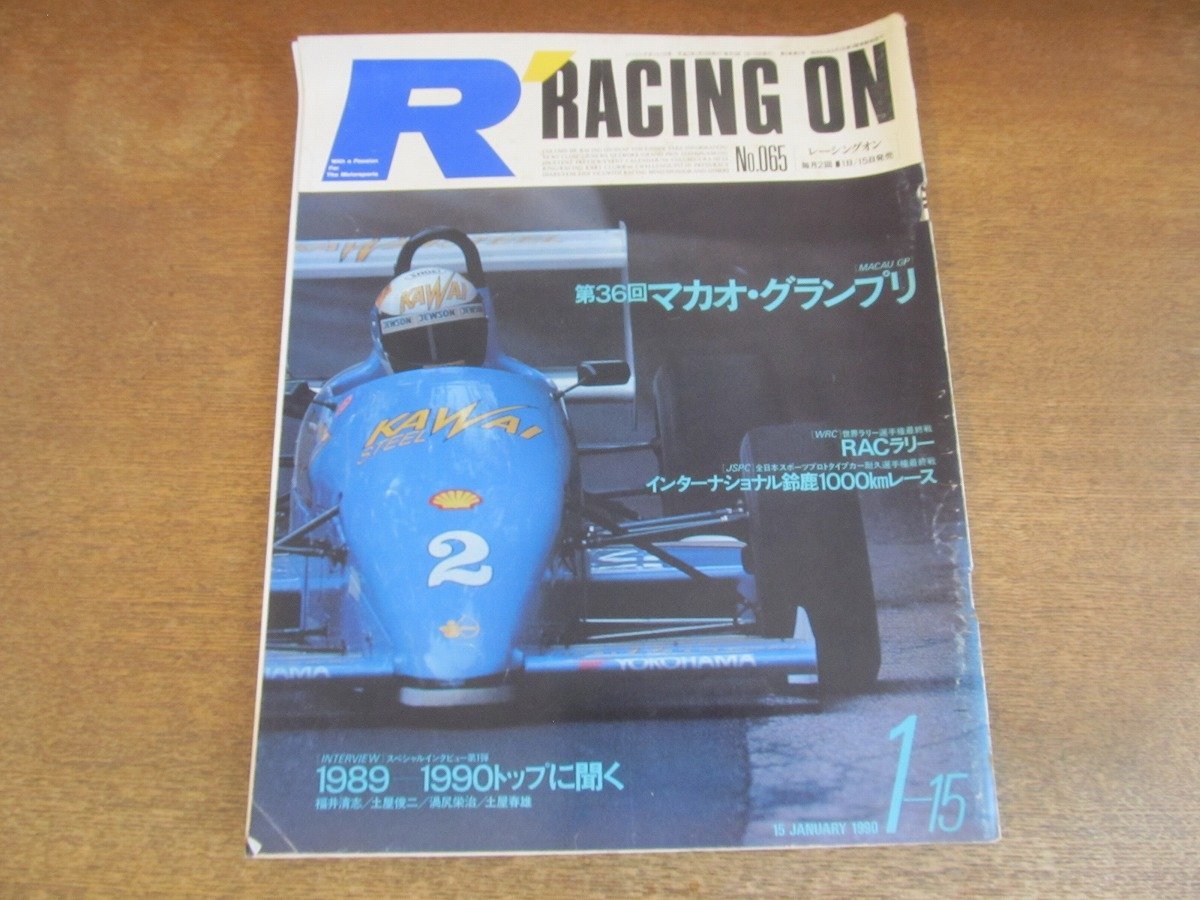 R'
RACING ON
With a Passion
for
The Motorsports
No.065
レーシングオン
毎月2回■1日/15日発売
[MACAU GP]
第36回マカオ・グランプリ
KAWAI
JEWSON JEWSON JEWSON
KAWAI
STEEL
[WRC]世界ラリー選手権最終戦
RACラリー
[JSPC]全日本スポーツプロトタイプカー耐久選手権最終戦
インターナショナル鈴鹿1000kmレース
2
YOKOHAMA
YOKOHAMA
[INTERVIEW]スペシャルインタビュー第1弾
1989 1990トップに聞く
福井清志/土屋俊二/渦尻栄治/土屋春雄
15 JANUARY 1990
1-15